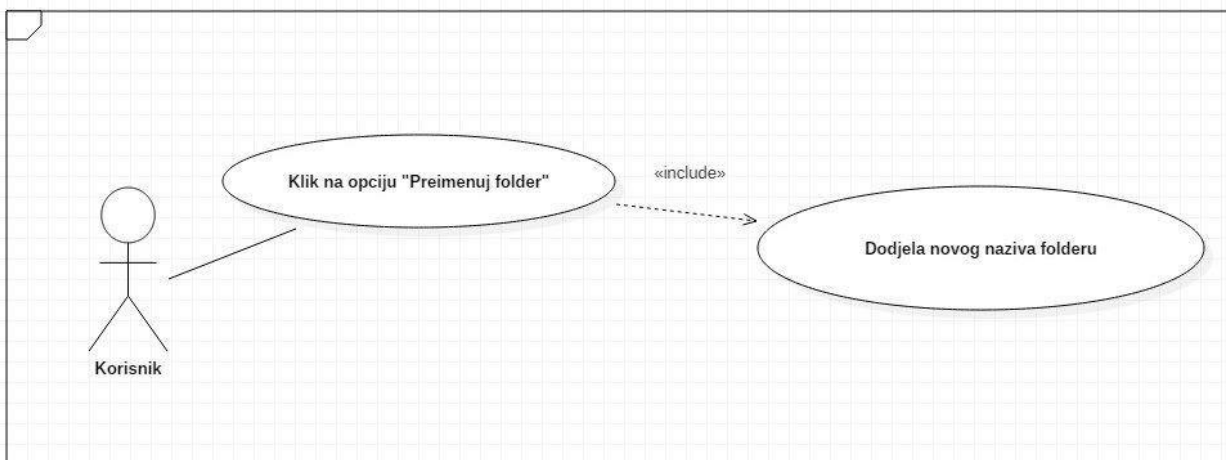 Klik na opciju "Preimenuj folder"
«include»
Dodjela novog naziva folderu
Korisnik